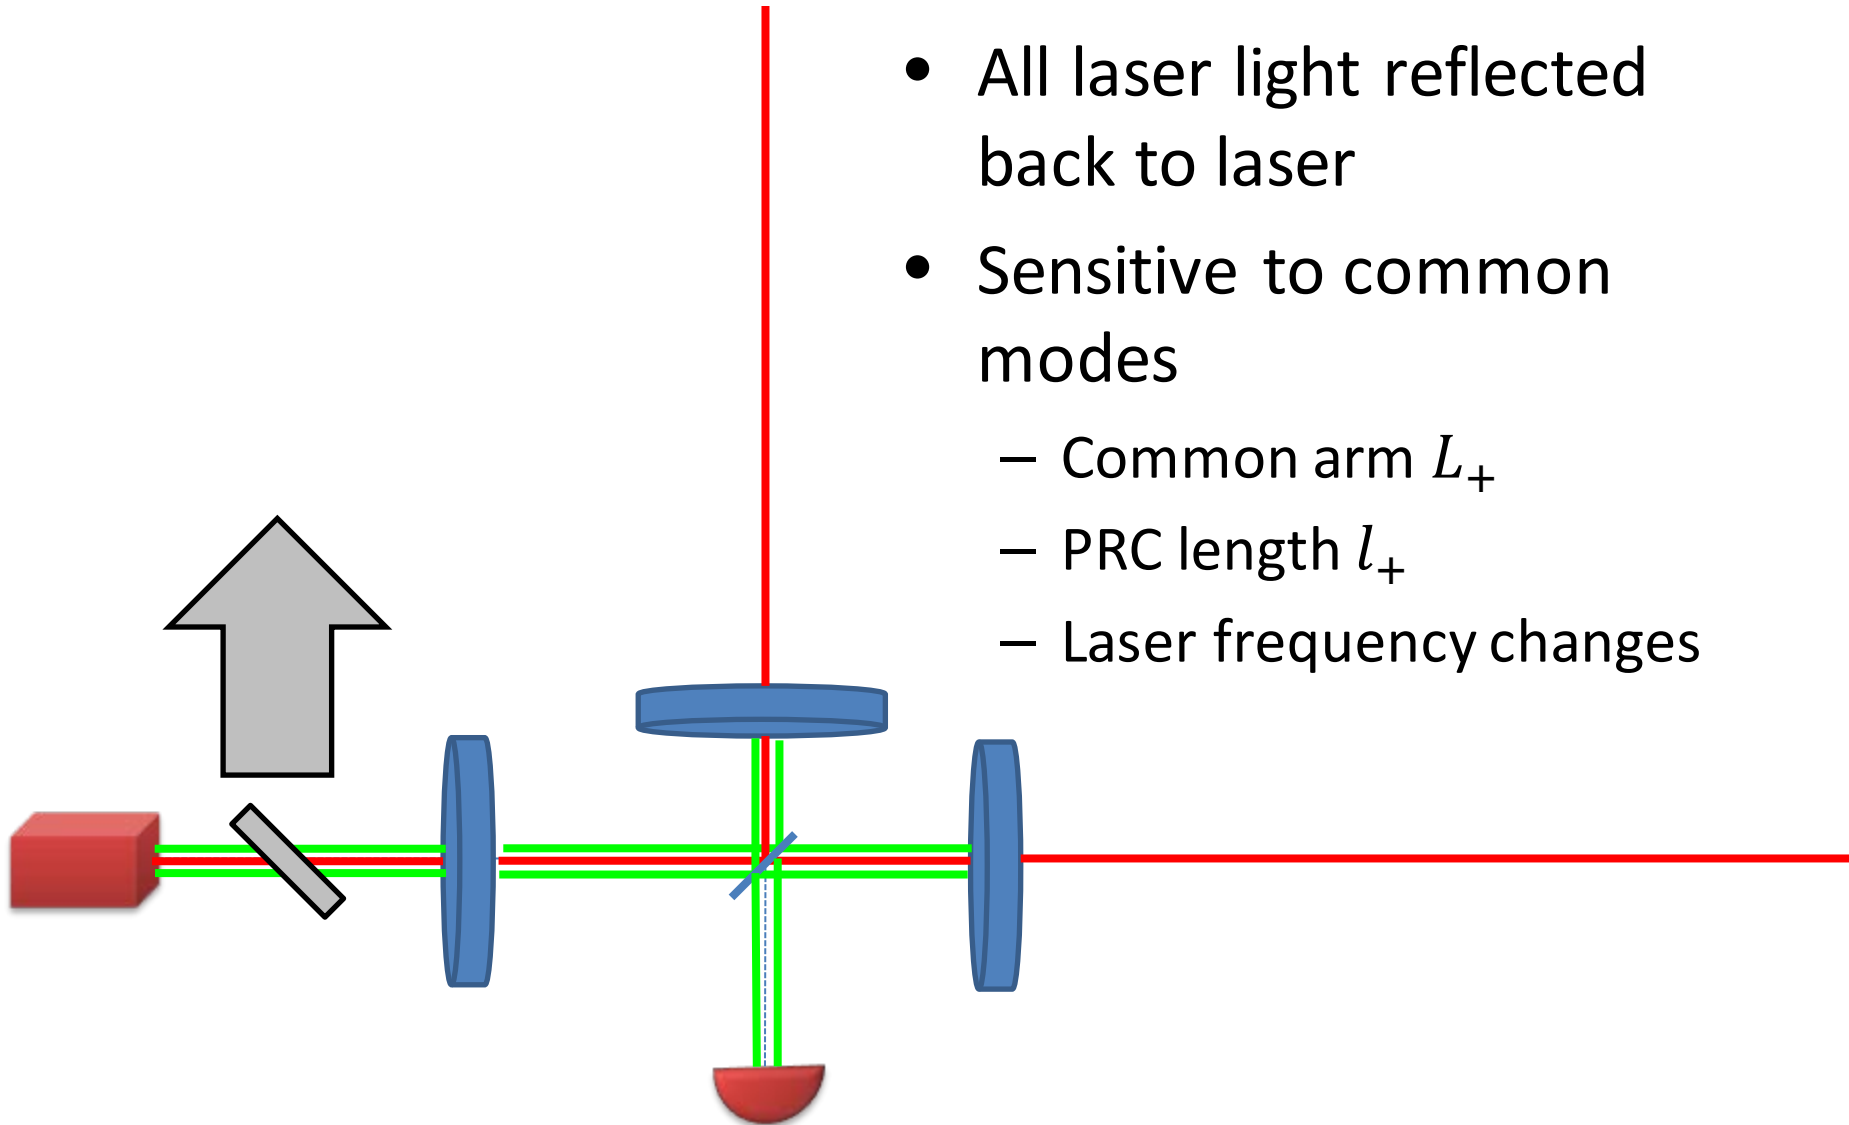 • All laser light reflected
back to laser
• Sensitive to common
modes
– Common arm L₊
– PRC length l₊
– Laser frequency changes